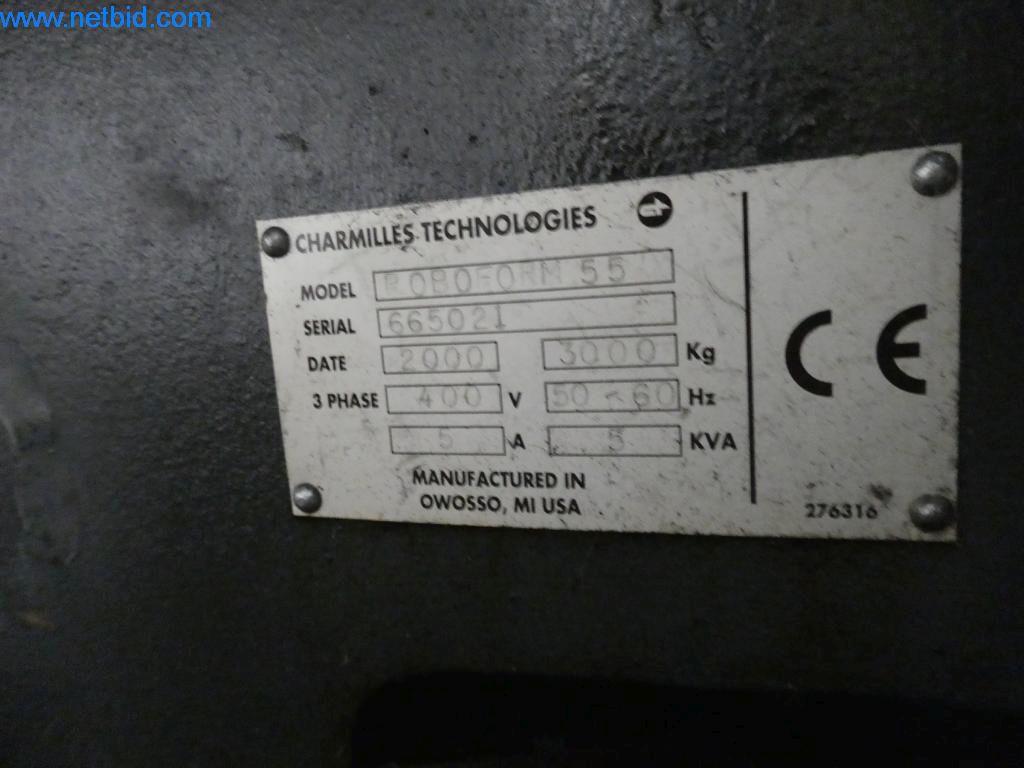 www.netbid.com
CHARMILLES TECHNOLOGIES
MODEL ROBOFORM 55
SERIAL 665021
DATE 2000 3000 Kg
3 PHASE 400 V 50-60 Hz
5 A 5 KVA
MANUFACTURED IN
OWOSSO, MI USA
CE
276316